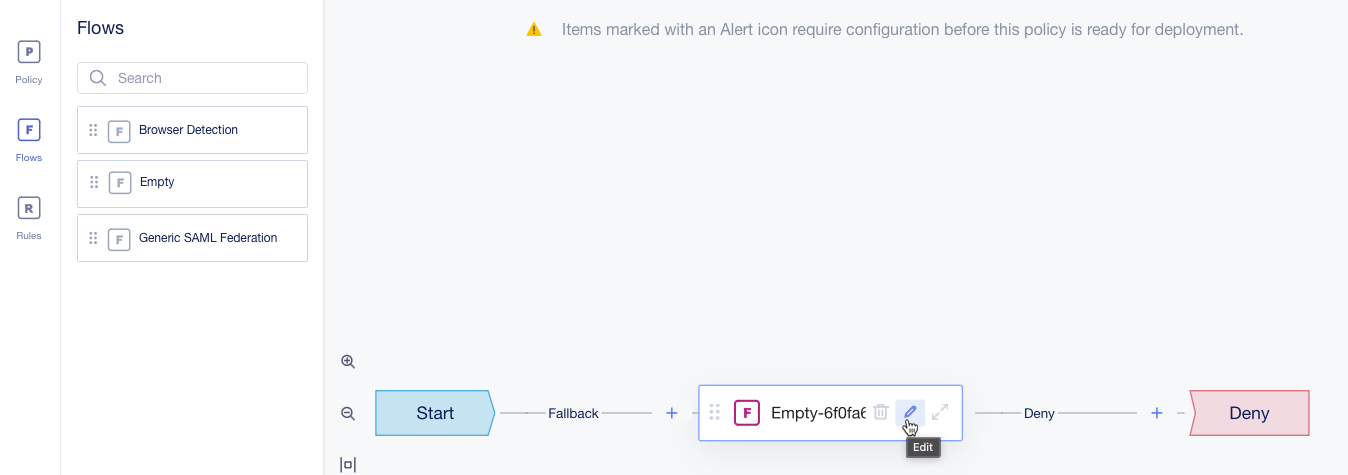 Flows
Items marked with an Alert icon require configuration before this policy is ready for deployment.
P
Policy
Search
F
Flows
F Browser Detection
F Empty
R
Rules
F Generic SAML Federation
Start
Fallback
+
F Empty-6f0fa6
Deny
+
Deny
Edit